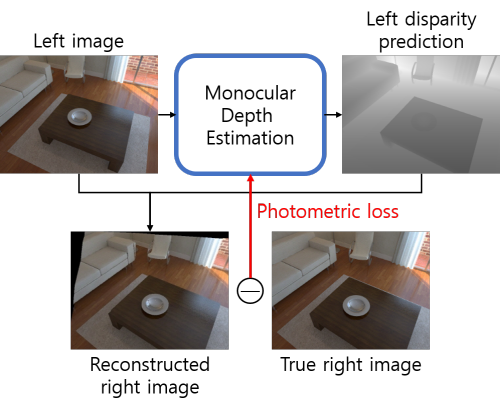 Left image
Left disparity
prediction
Monocular
Depth
Estimation
Photometric loss
Reconstructed
right image
True right image